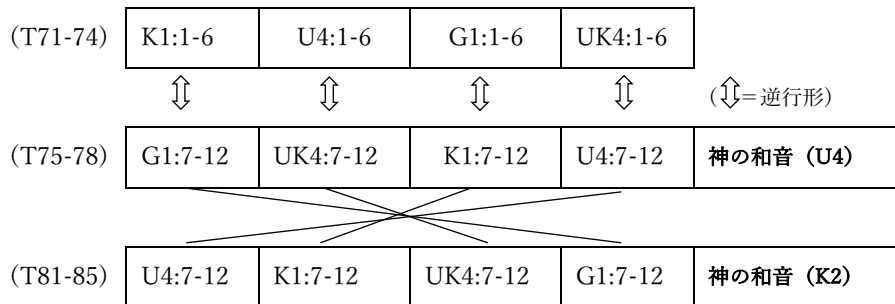 (T71-74) K1:1-6 U4:1-6 G1:1-6 UK4:1-6
⇕ ⇕ ⇕ ⇕ (⇕=逆行形)
(T75-78) G1:7-12 UK4:7-12 K1:7-12 U4:7-12 神の和音（U4）
(T81-85) U4:7-12 K1:7-12 UK4:7-12 G1:7-12 神の和音（K2）